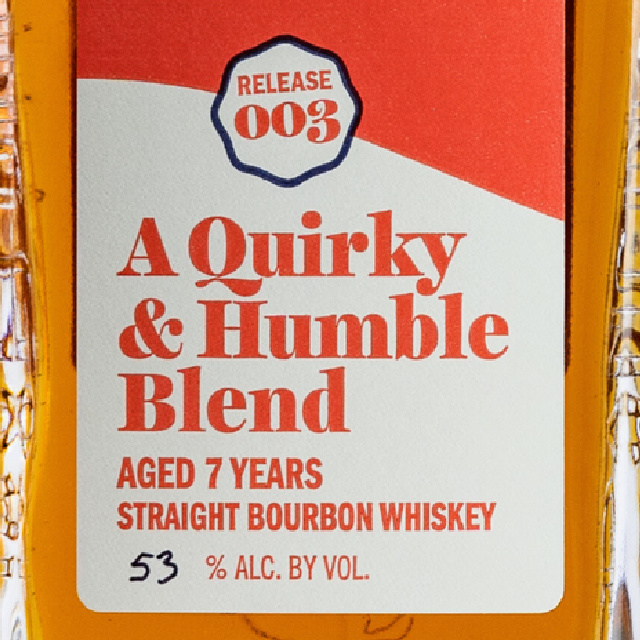 RELEASE
003
A Quirky
& Humble
Blend
AGED 7 YEARS
STRAIGHT BOURBON WHISKEY
53 % ALC. BY VOL.